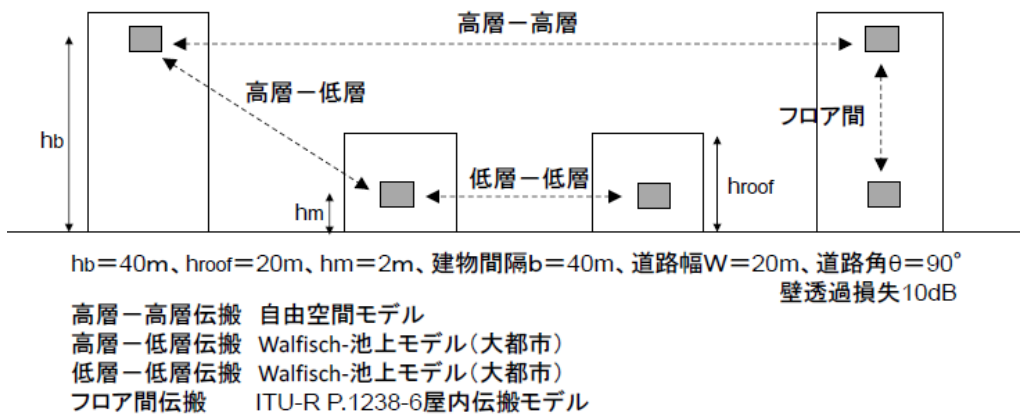 高層－高層
高層－低層
フロア間
hb
低層－低層
hroof
hm
hb＝40m、hroof＝20m、hm＝2m、建物間隔b＝40m、道路幅W＝20m、道路角θ＝90°
壁透過損失10dB
高層－高層伝搬　自由空間モデル
高層－低層伝搬　Walfisch-池上モデル（大都市）
低層－低層伝搬　Walfisch-池上モデル（大都市）
フロア間伝搬　ITU-R P.1238-6屋内伝搬モデル